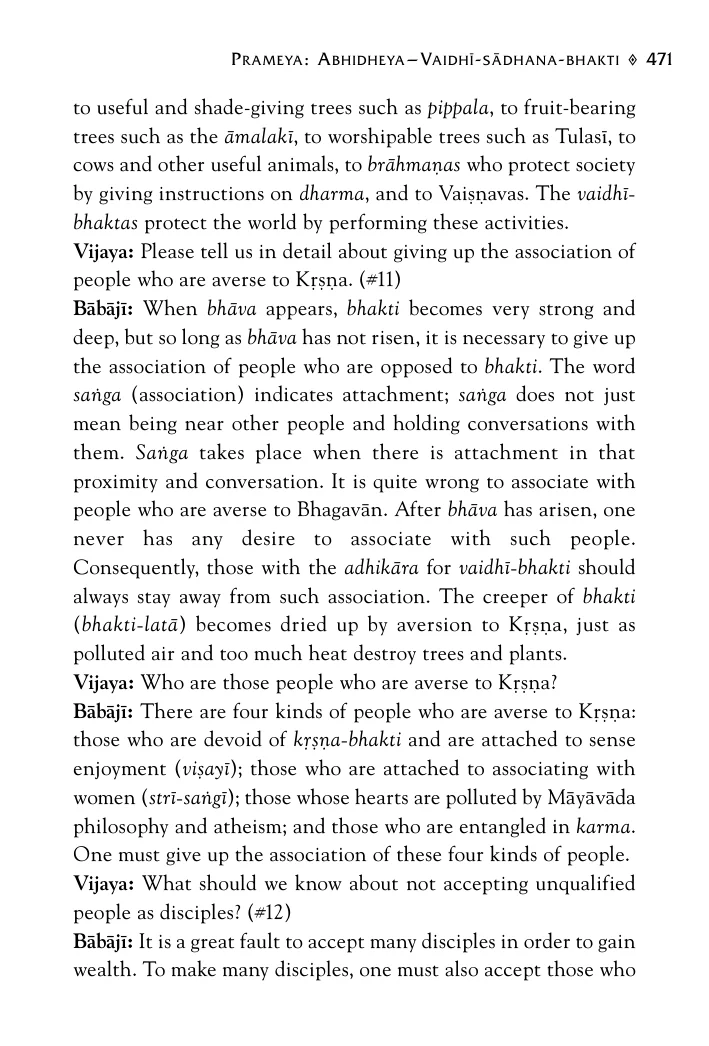 PRAMEYA: ABHIDHEYA–VAIDHĪ-SĀDHANA-BHAKTI ◊ 471
to useful and shade-giving trees such as pippala, to fruit-bearing
trees such as the āmalakī, to worshipable trees such as Tulasī, to
cows and other useful animals, to brāhmaṇas who protect society
by giving instructions on dharma, and to Vaiṣṇavas. The vaidhī-
bhaktas protect the world by performing these activities.
Vijaya: Please tell us in detail about giving up the association of
people who are averse to Kṛṣṇa. (#11)
Bābājī: When bhāva appears, bhakti becomes very strong and
deep, but so long as bhāva has not risen, it is necessary to give up
the association of people who are opposed to bhakti. The word
saṅga (association) indicates attachment; saṅga does not just
mean being near other people and holding conversations with
them. Saṅga takes place when there is attachment in that
proximity and conversation. It is quite wrong to associate with
people who are averse to Bhagavān. After bhāva has arisen, one
never has any desire to associate with such people.
Consequently, those with the adhikāra for vaidhī-bhakti should
always stay away from such association. The creeper of bhakti
(bhakti-latā) becomes dried up by aversion to Kṛṣṇa, just as
polluted air and too much heat destroy trees and plants.
Vijaya: Who are those people who are averse to Kṛṣṇa?
Bābājī: There are four kinds of people who are averse to Kṛṣṇa:
those who are devoid of kṛṣṇa-bhakti and are attached to sense
enjoyment (viṣayī); those who are attached to associating with
women (strī-saṅgī); those whose hearts are polluted by Māyāvāda
philosophy and atheism; and those who are entangled in karma.
One must give up the association of these four kinds of people.
Vijaya: What should we know about not accepting unqualified
people as disciples? (#12)
Bābājī: It is a great fault to accept many disciples in order to gain
wealth. To make many disciples, one must also accept those who